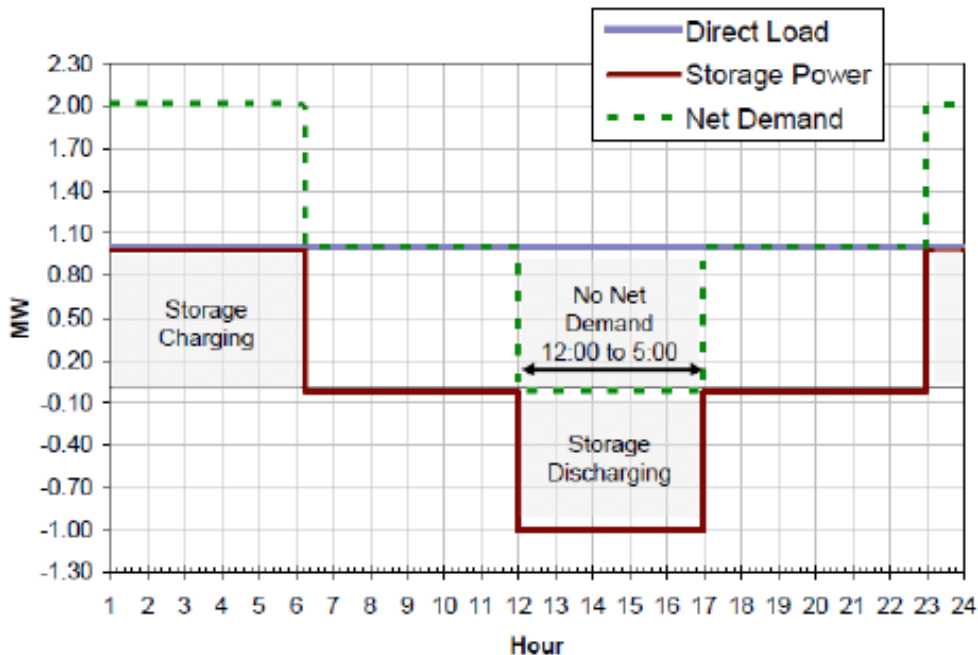 Direct Load
Storage Power
Net Demand
2.30
2.00
1.70
1.40
1.10
0.80
0.50
0.20
-0.10
-0.40
-0.70
-1.00
-1.30
MW
Storage
Charging
No Net
Demand
12:00 to 5:00
Storage
Discharging
1 2 3 4 5 6 7 8 9 10 11 12 13 14 15 16 17 18 19 20 21 22 23 24
Hour